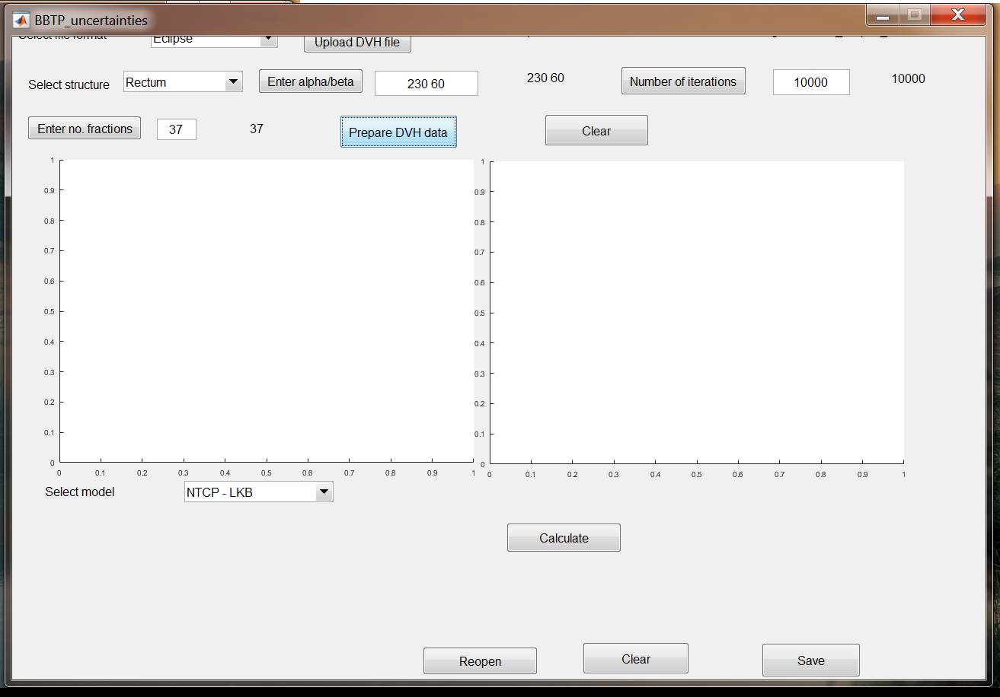 BBTP_uncertainties
Select file format Eclipse Upload DVH file
Select structure Rectum Enter alpha/beta 230 60 230 60 Number of iterations 10000 10000
Enter no. fractions 37 37 Prepare DVH data Clear
1 1
0.9 0.9
0.8 0.8
0.7 0.7
0.6 0.6
0.5 0.5
0.4 0.4
0.3 0.3
0.2 0.2
0.1 0.1
0 0
0 0.1 0.2 0.3 0.4 0.5 0.6 0.7 0.8 0.9 1 0 0.1 0.2 0.3 0.4 0.5 0.6 0.7 0.8 0.9 1
Select model NTCP - LKB
Calculate
Reopen Clear Save